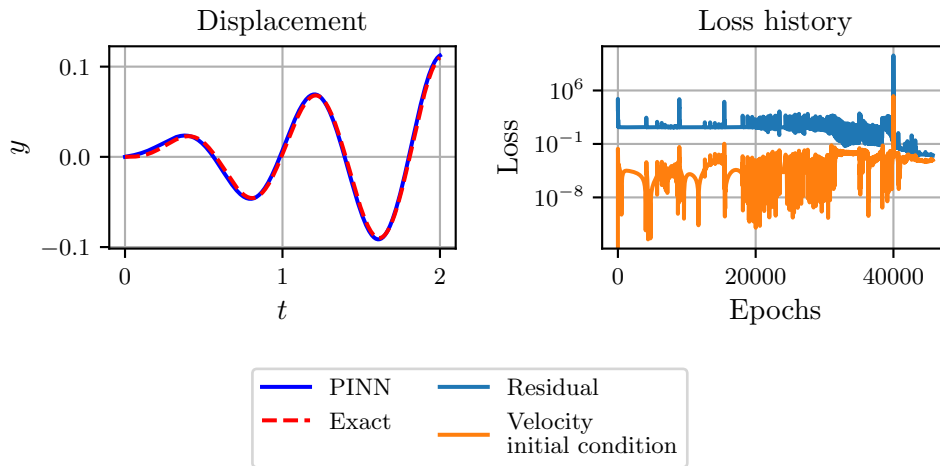 Displacement
0.1
0.0
−0.1
y
0
1
2
t
Loss history
10^6
10^−1
10^−8
Loss
0
20000
40000
Epochs
PINN
Exact
Residual
Velocity
initial condition